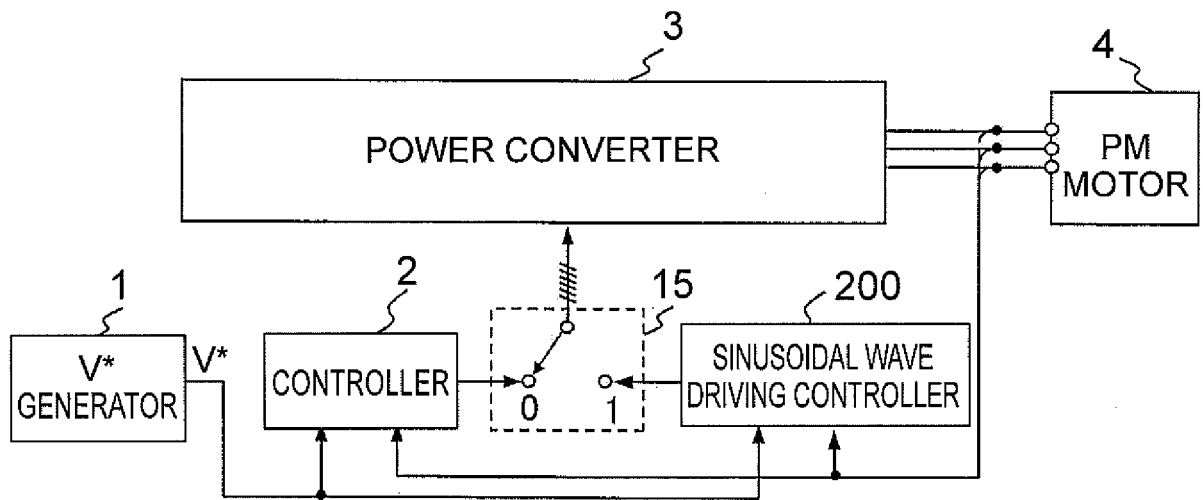 3
4
POWER CONVERTER
PM
MOTOR
1
2
15
200
V*
GENERATOR
V*
CONTROLLER
0
1
SINUSOIDAL WAVE
DRIVING CONTROLLER